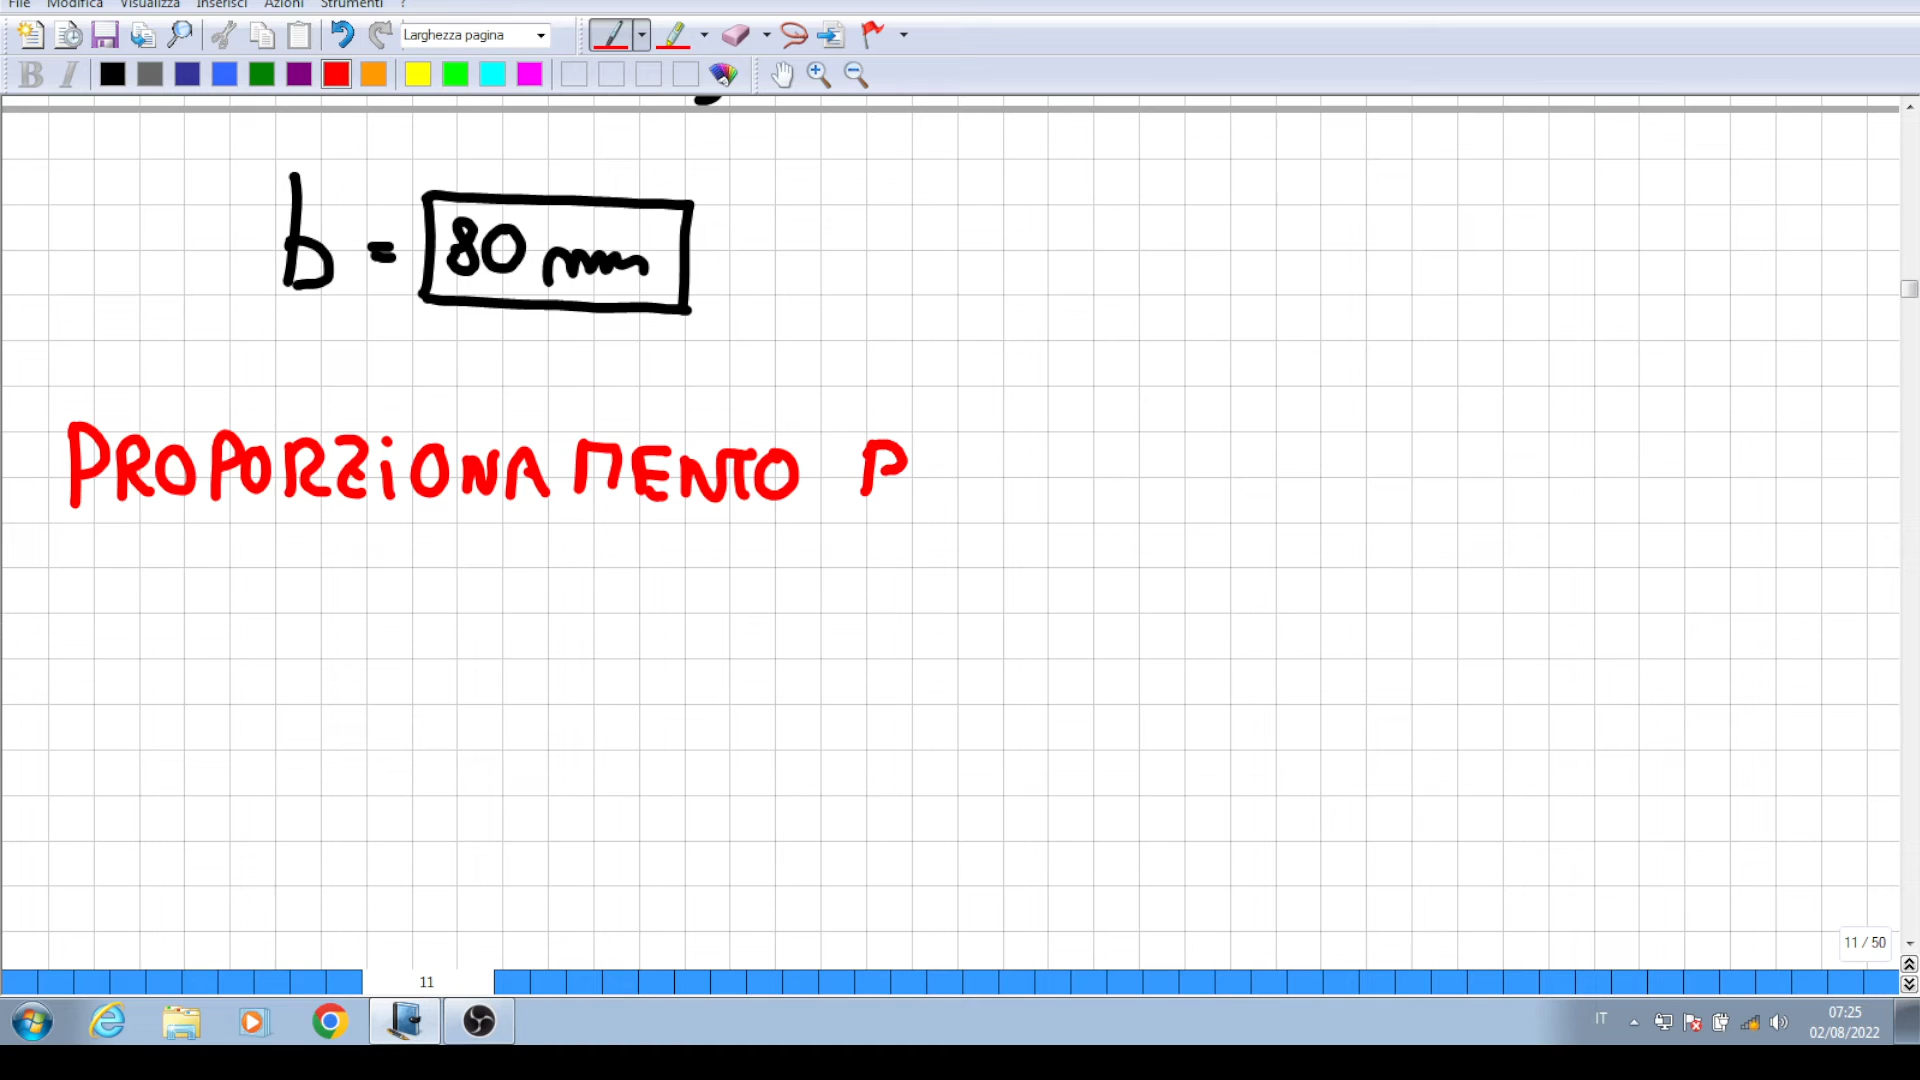 File Modifica Visualizza Inserisci Azioni Strumenti ?
Larghezza pagina
B I
b = 80 mm
PROPORZIONAMENTO P
11 / 50
11
IT
07:25
02/08/2022